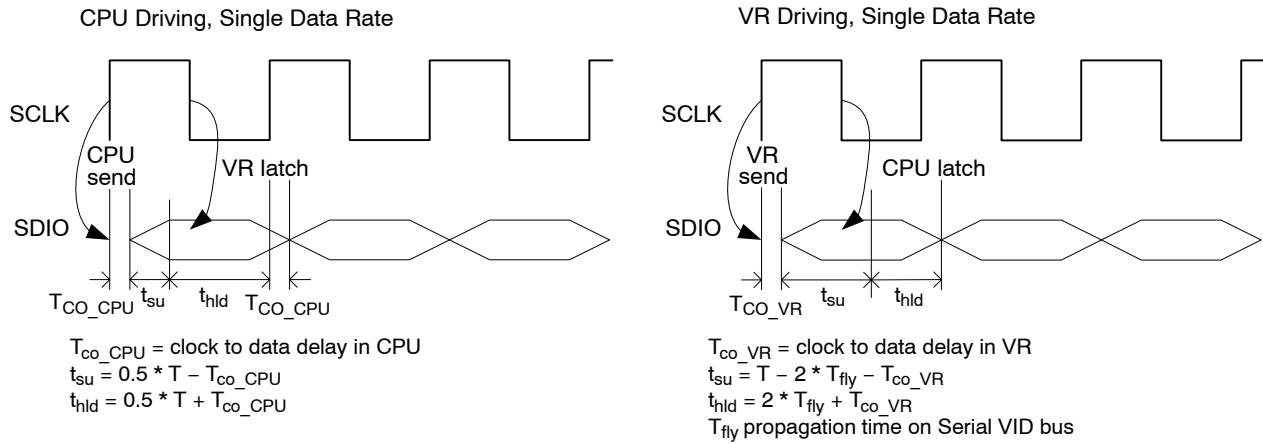 CPU Driving, Single Data Rate
SCLK
CPU
send
VR latch
SDIO
T_CO_CPU
t_su
t_hld
T_CO_CPU
T_co_CPU = clock to data delay in CPU
t_su = 0.5 * T − T_co_CPU
t_hld = 0.5 * T + T_co_CPU
VR Driving, Single Data Rate
SCLK
VR
send
CPU latch
SDIO
T_CO_VR
t_su
t_hld
T_co_VR = clock to data delay in VR
t_su = T − 2 * T_fly − T_co_VR
t_hld = 2 * T_fly + T_co_VR
T_fly propagation time on Serial VID bus